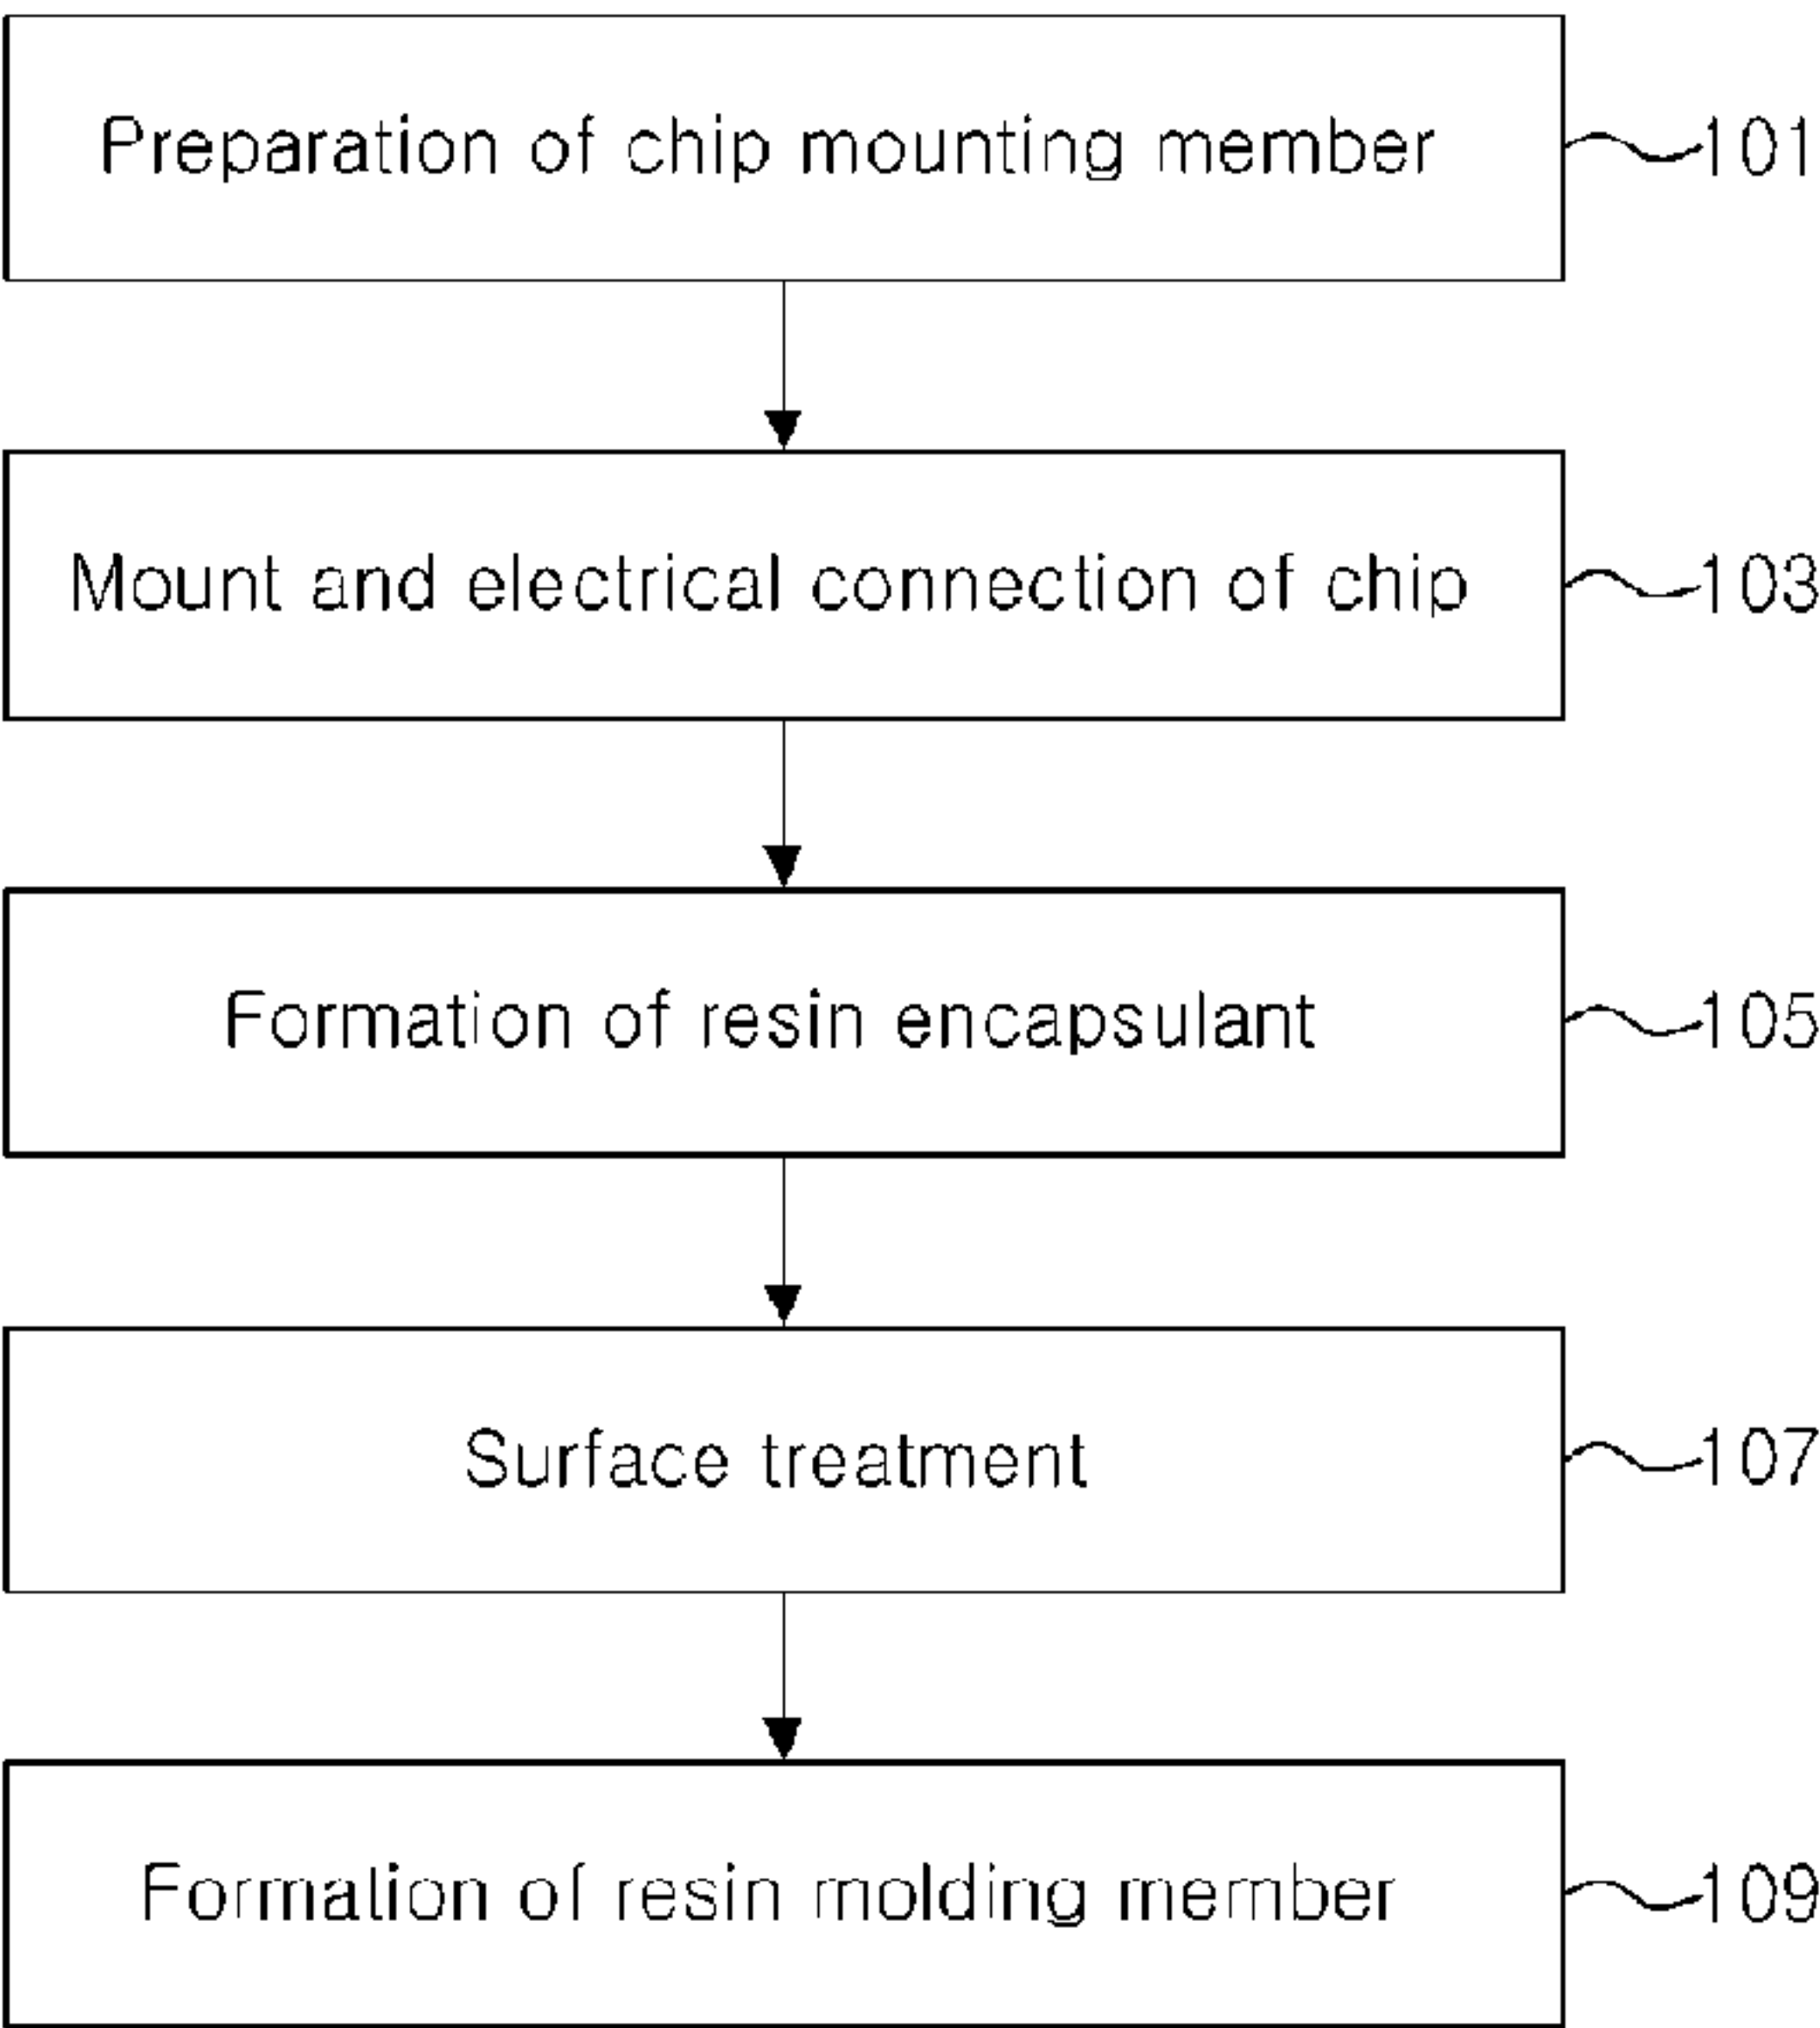 Preparation of chip mounting member 101
Mount and electrical connection of chip 103
Formation of resin encapsulant 105
Surface treatment 107
Formation of resin molding member 109